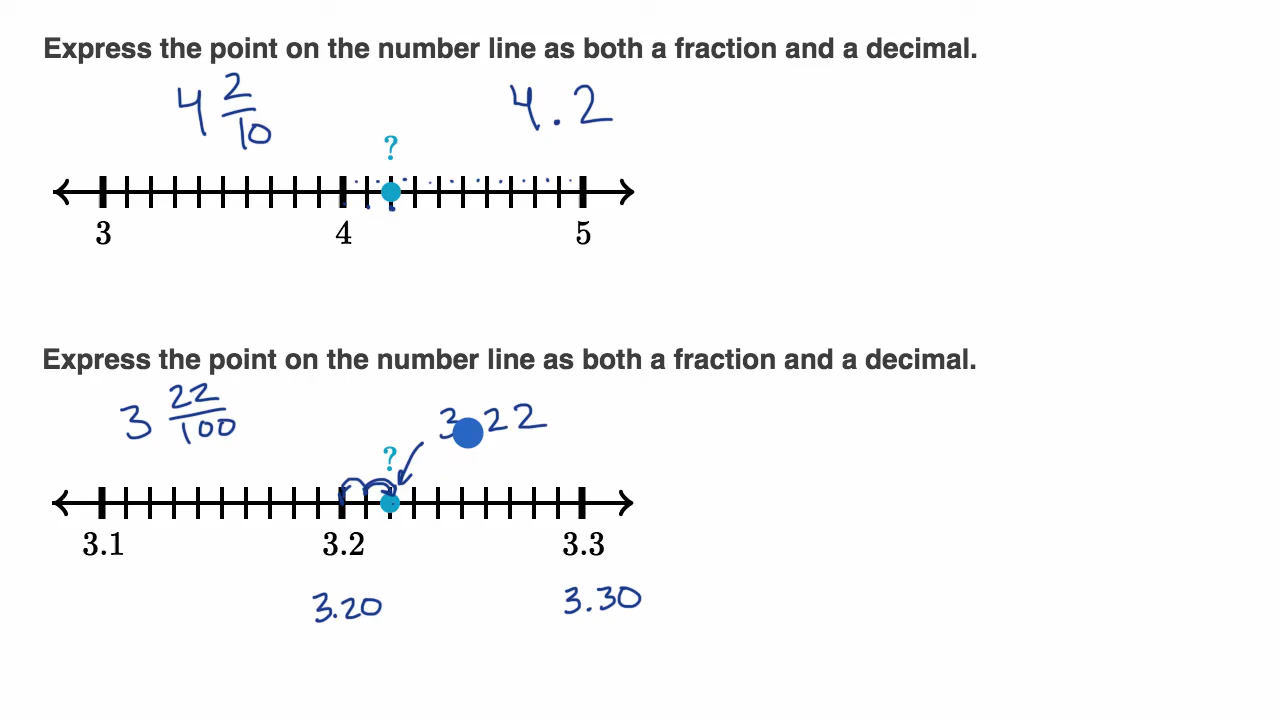 Express the point on the number line as both a fraction and a decimal.
4 2/10 4.2
?
3 4 5
Express the point on the number line as both a fraction and a decimal.
3 22/100 3 22
?
3.1 3.2 3.3
3.20 3.30